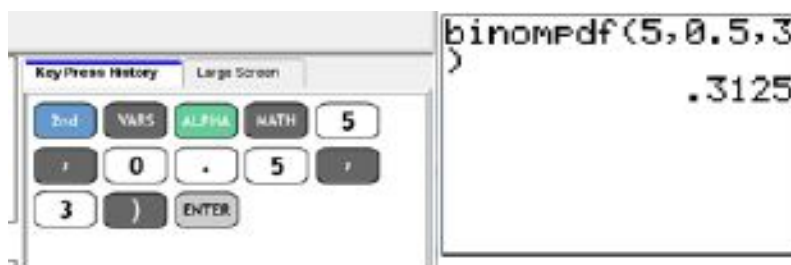 Key Press History Large Screen
2nd VARS ALPHA MATH 5
, 0 . 5 ,
3 ) ENTER
binompdf(5,0.5,3
)
.3125